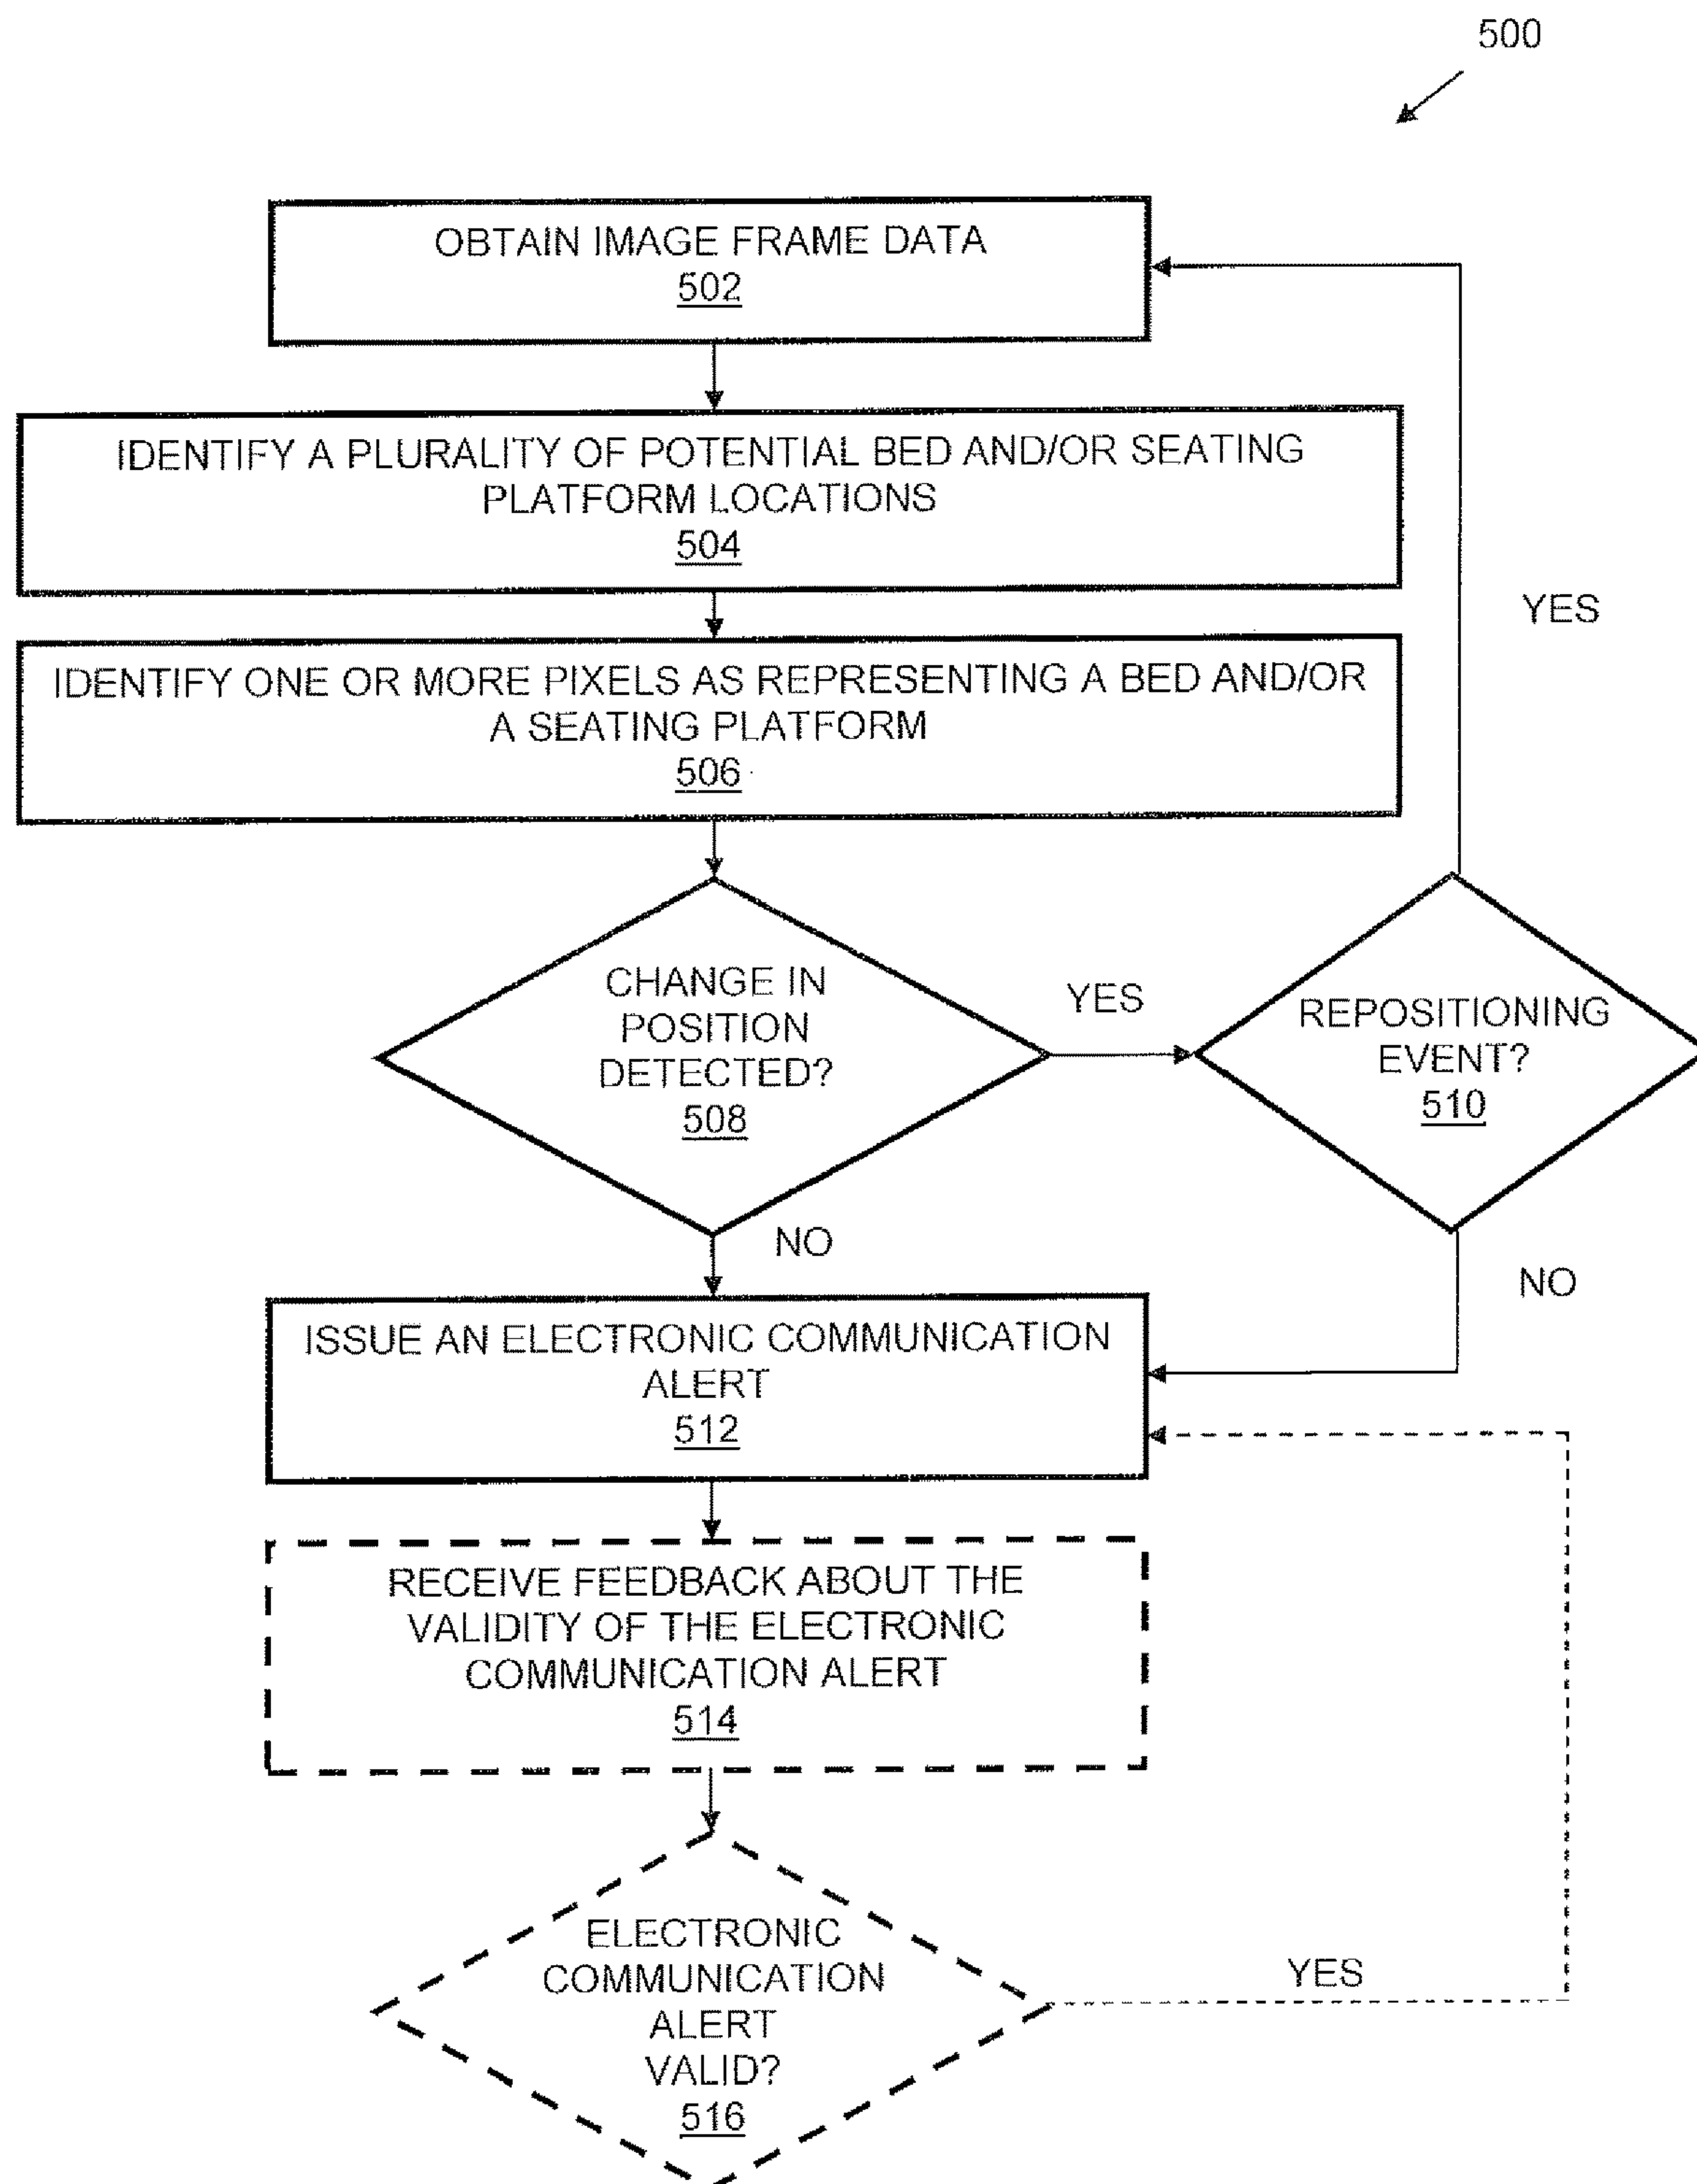 500
OBTAIN IMAGE FRAME DATA
502
IDENTIFY A PLURALITY OF POTENTIAL BED AND/OR SEATING
PLATFORM LOCATIONS
504
YES
IDENTIFY ONE OR MORE PIXELS AS REPRESENTING A BED AND/OR
A SEATING PLATFORM
506
CHANGE IN
POSITION
DETECTED?
508
YES
REPOSITIONING
EVENT?
510
NO
NO
ISSUE AN ELECTRONIC COMMUNICATION
ALERT
512
RECEIVE FEEDBACK ABOUT THE
VALIDITY OF THE ELECTRONIC
COMMUNICATION ALERT
514
ELECTRONIC
COMMUNICATION
ALERT
VALID?
516
YES